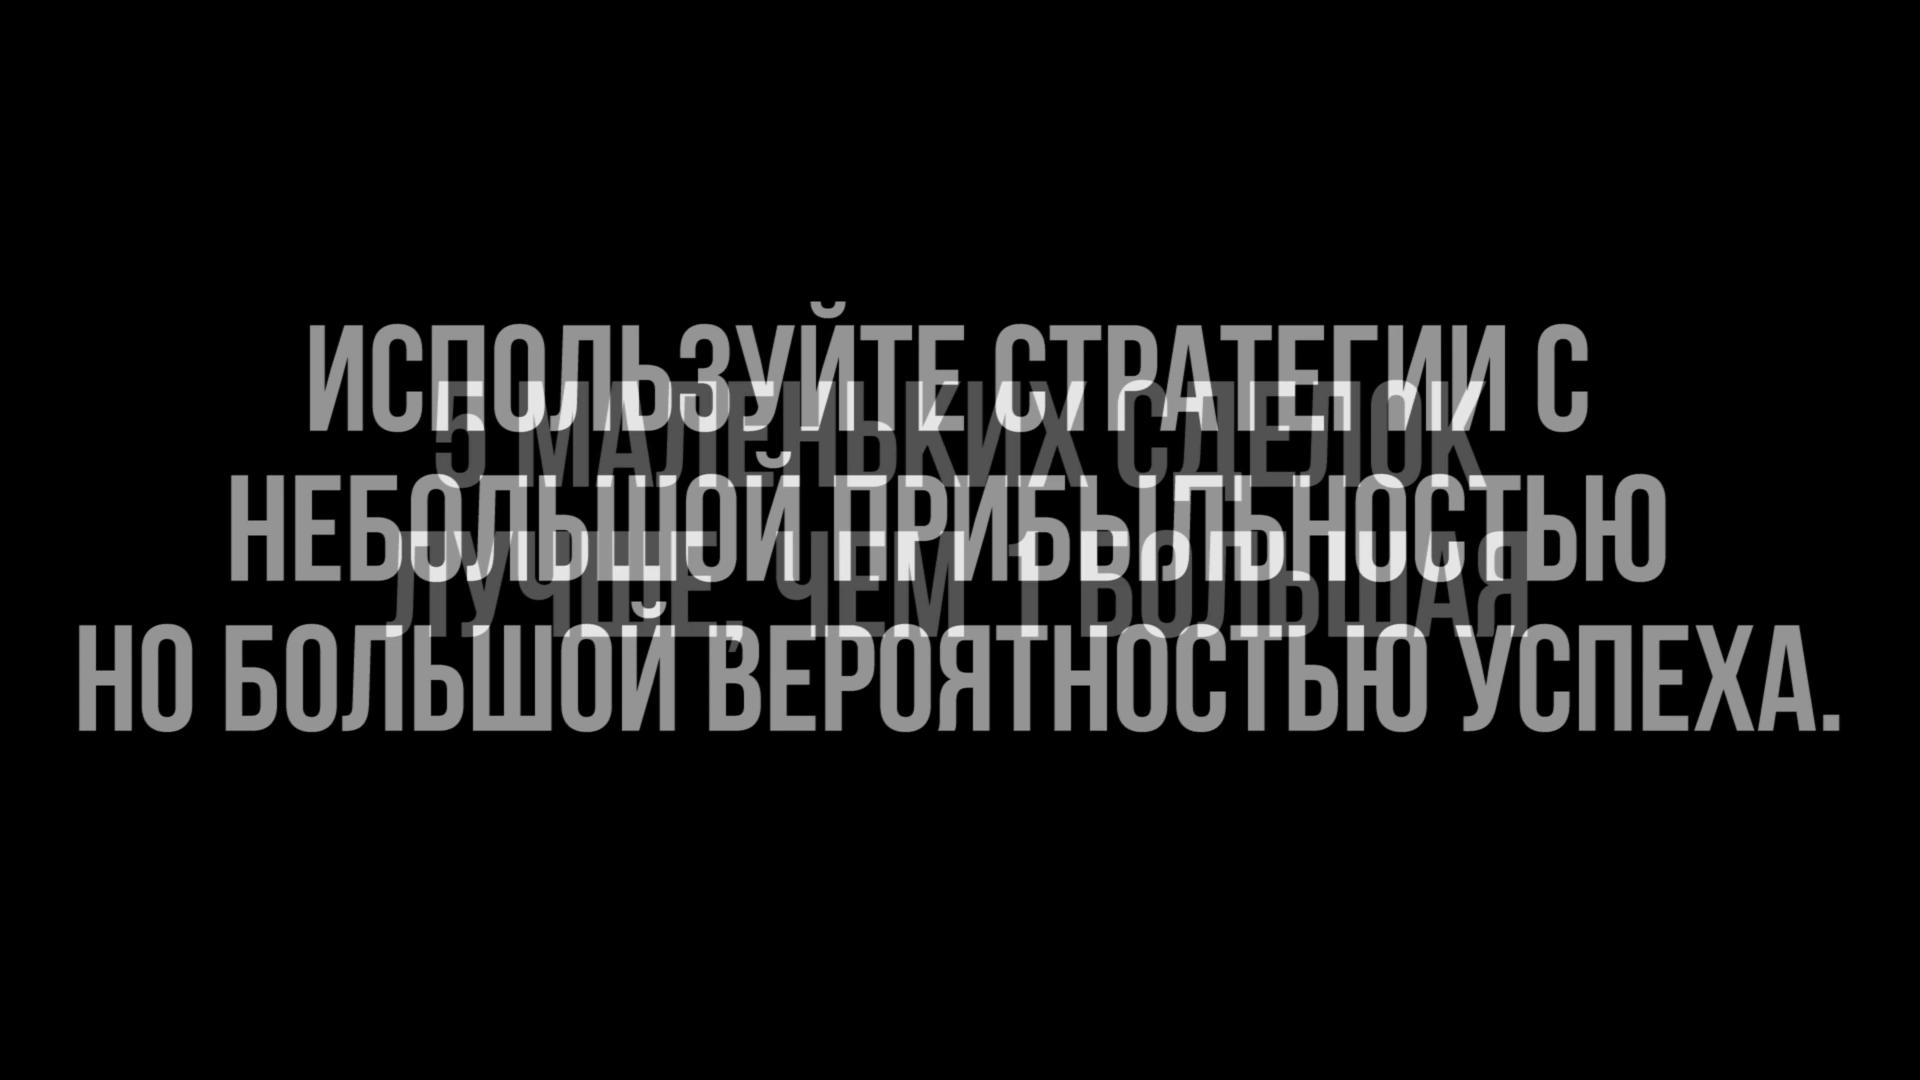 ИСПОЛЬЗУЙТЕ СТРАТЕГИИ С
НЕБОЛЬШОЙ ПРИБЫЛЬНОСТЬЮ
НО БОЛЬШОЙ ВЕРОЯТНОСТЬЮ УСПЕХА.
5 МАЛЕНЬКИХ СДЕЛОК
ЛУЧШЕ, ЧЕМ 1 БОЛЬШАЯ